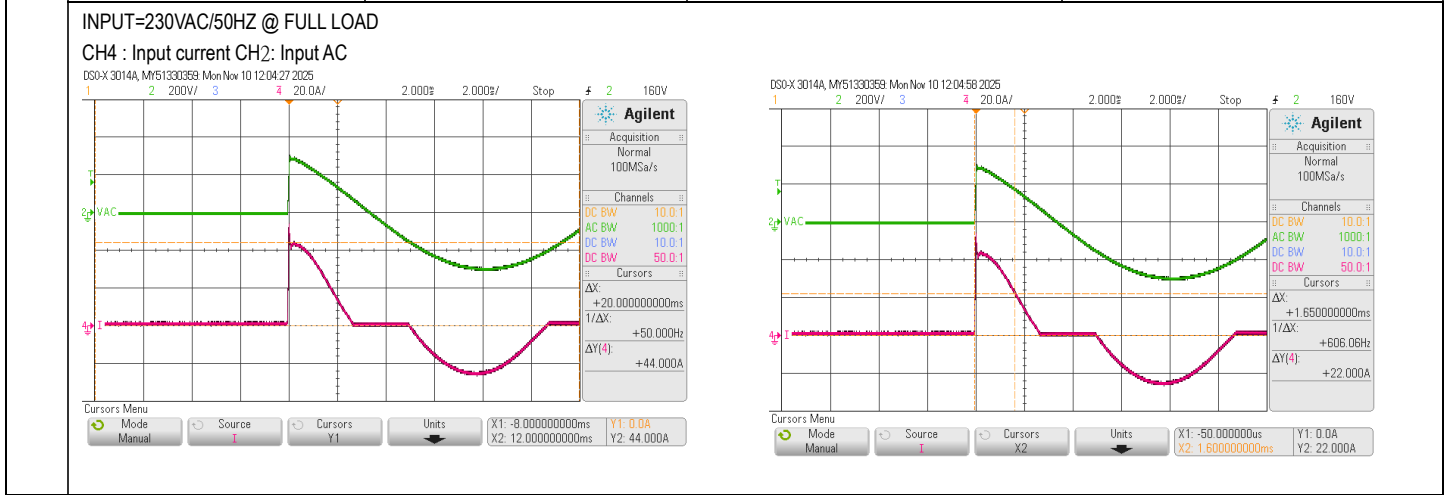 INPUT=230VAC/50HZ @ FULL LOAD
CH4 : Input current CH2: Input AC
DSO-X 3014A, MY51330359: Mon Nov 10 12:04:27 2025
1 2 200V/ 3 4 20.0A/ 2.000s 2.000s/ Stop 2 160V
Agilent
Acquisition
Normal
100MSa/s
Channels
DC BW 10.0:1
AC BW 1000:1
DC BW 10.0:1
DC BW 50.0:1
Cursors
ΔX:
+20.000000000ms
1/ΔX:
+50.000Hz
ΔY(4):
+44.000A
T
2 VAC
4 I
Cursors Menu
Mode
Manual
Source
I
Cursors
Y1
Units
X1: -8.000000000ms
X2: 12.000000000ms
Y1: 0.0A
Y2: 44.000A
DSO-X 3014A, MY51330359: Mon Nov 10 12:04:58 2025
1 2 200V/ 3 4 20.0A/ 2.000s 2.000s/ Stop 2 160V
Agilent
Acquisition
Normal
100MSa/s
Channels
DC BW 10.0:1
AC BW 1000:1
DC BW 10.0:1
DC BW 50.0:1
Cursors
ΔX:
+1.650000000ms
1/ΔX:
+606.06Hz
ΔY(4):
+22.000A
T
2 VAC
4 I
Cursors Menu
Mode
Manual
Source
I
Cursors
X2
Units
X1: -50.000000us
X2: 1.600000000ms
Y1: 0.0A
Y2: 22.000A